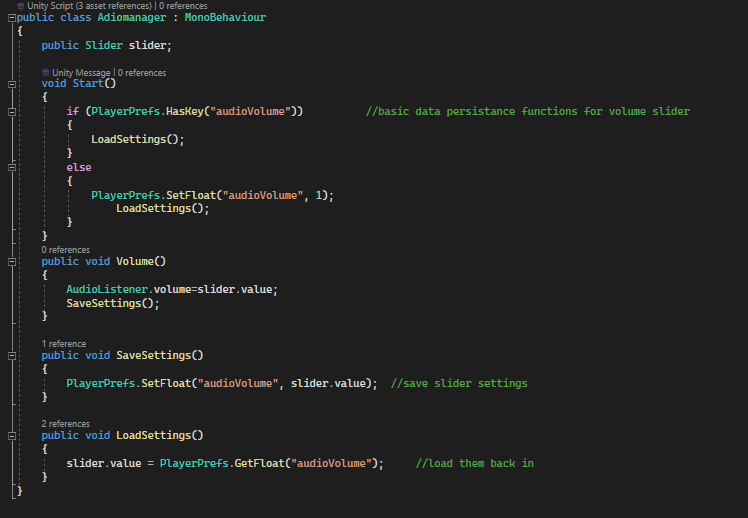 Unity Script (3 asset references) | 0 references
public class Adiomanager : MonoBehaviour
{
public Slider slider;
Unity Message | 0 references
void Start()
{
if (PlayerPrefs.HasKey("audioVolume")) //basic data persistance functions for volume slider
{
LoadSettings();
}
else
{
PlayerPrefs.SetFloat("audioVolume", 1);
LoadSettings();
}
}
0 references
public void Volume()
{
AudioListener.volume=slider.value;
SaveSettings();
}
1 reference
public void SaveSettings()
{
PlayerPrefs.SetFloat("audioVolume", slider.value); //save slider settings
}
2 references
public void LoadSettings()
{
slider.value = PlayerPrefs.GetFloat("audioVolume"); //load them back in
}
}